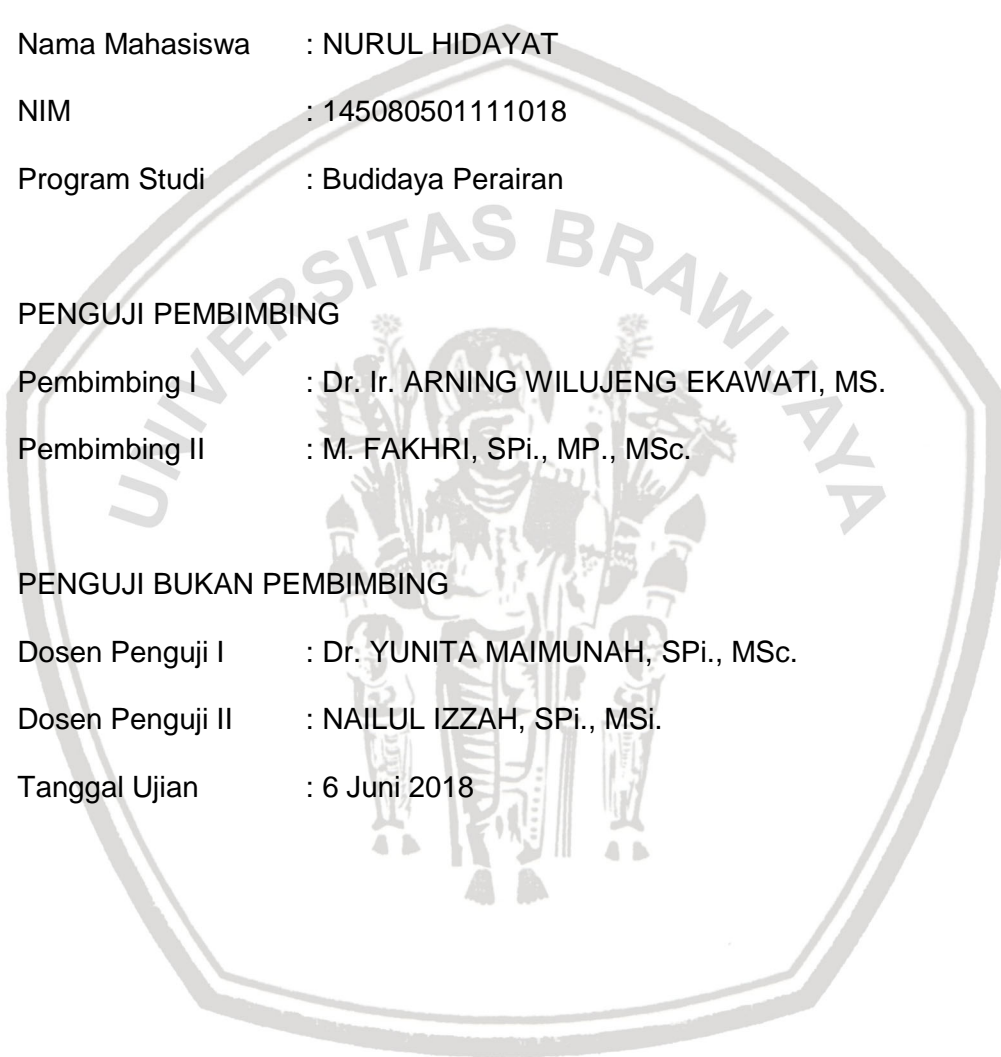 Nama Mahasiswa : NURUL HIDAYAT
NIM : 145080501111018
Program Studi : Budidaya Perairan
UNIVERSITAS BRAWIJAYA
PENGUJI PEMBIMBING
Pembimbing I : Dr. Ir. ARNING WILUJENG EKAWATI, MS.
Pembimbing II : M. FAKHRI, SPi., MP., MSc.
PENGUJI BUKAN PEMBIMBING
Dosen Penguji I : Dr. YUNITA MAIMUNAH, SPi., MSc.
Dosen Penguji II : NAILUL IZZAH, SPi., MSi.
Tanggal Ujian : 6 Juni 2018